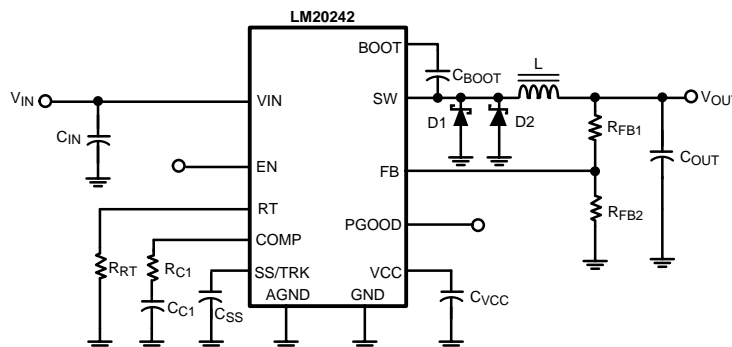 LM20242
BOOT
CBOOT
L
VIN
VIN
SW
VOU
CIN
D1
D2
RFB1
COUT
EN
FB
RT
PGOOD
RFB2
COMP
RRT
RC1
SS/TRK
VCC
CC1
CSS
AGND
GND
CVCC